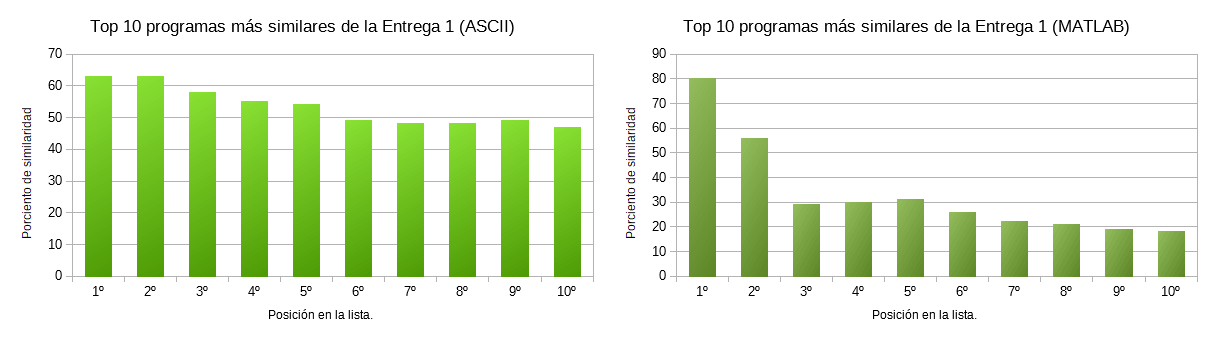 Top 10 programas más similares de la Entrega 1 (ASCII)
70
60
50
40
30
20
10
0
Porciento de similaridad
1º 2º 3º 4º 5º 6º 7º 8º 9º 10º
Posición en la lista.
Top 10 programas más similares de la Entrega 1 (MATLAB)
90
80
70
60
50
40
30
20
10
0
Porciento de similaridad
1º 2º 3º 4º 5º 6º 7º 8º 9º 10º
Posición en la lista.